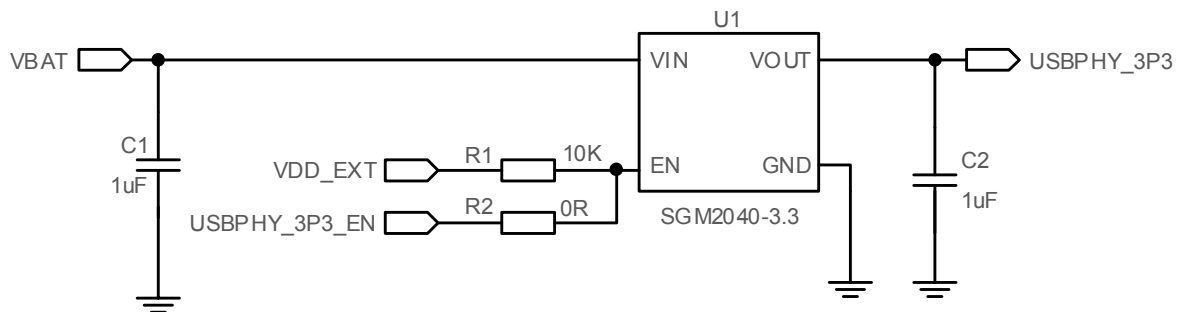 U1
VBAT
VIN
VOUT
USBPHY_3P3
C1
1uF
VDD_EXT
R1
10K
EN
GND
C2
1uF
USBPHY_3P3_EN
R2
0R
SGM2040-3.3